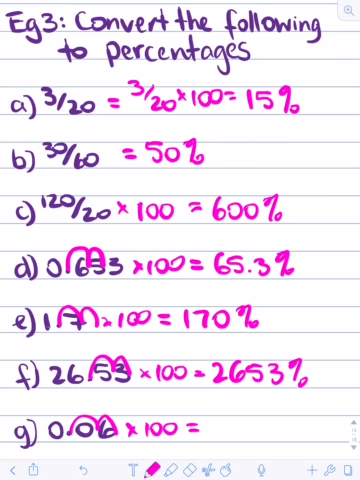 Eg3: Convert the following
to percentages
a) 3/20 = 3/20 × 100 = 15%
b) 30/60 = 50%
c) 120/20 × 100 = 600%
d) 0.653 × 100 = 65.3%
e) 1.7 × 100 = 170%
f) 26.53 × 100 = 2653%
g) 0.06 × 100 =